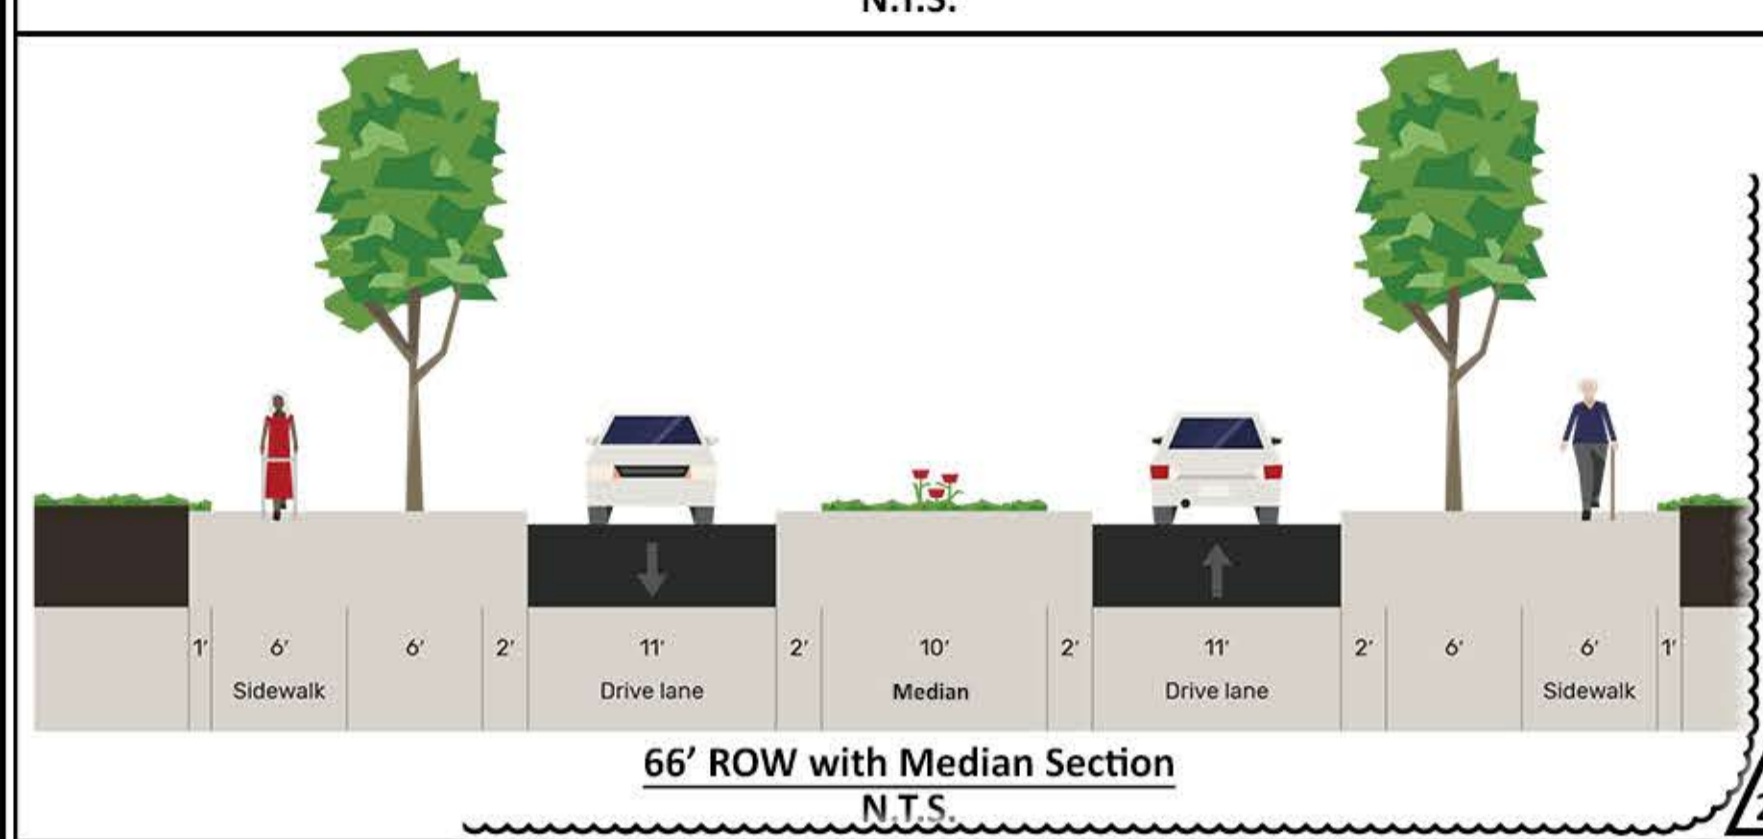 N.T.S.
1' 6' 6' 2' 11' 2' 10' 2' 11' 2' 6' 6' 1'
Sidewalk Drive lane Median Drive lane Sidewalk
66' ROW with Median Section
N.T.S.